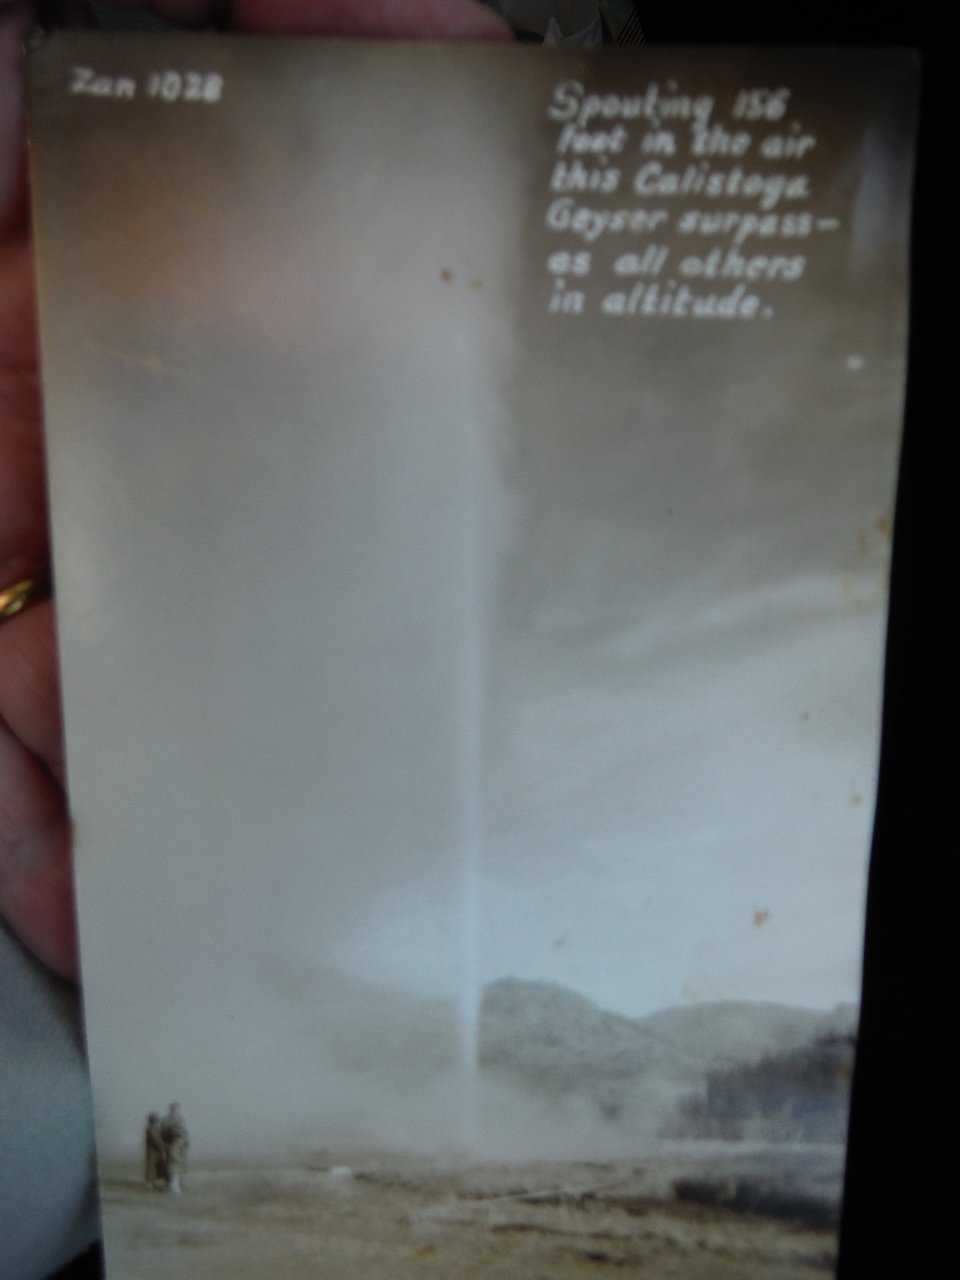 Zan 1028
Spouting 156
feet in the air
this Calistoga
Geyser surpass-
es all others
in altitude.